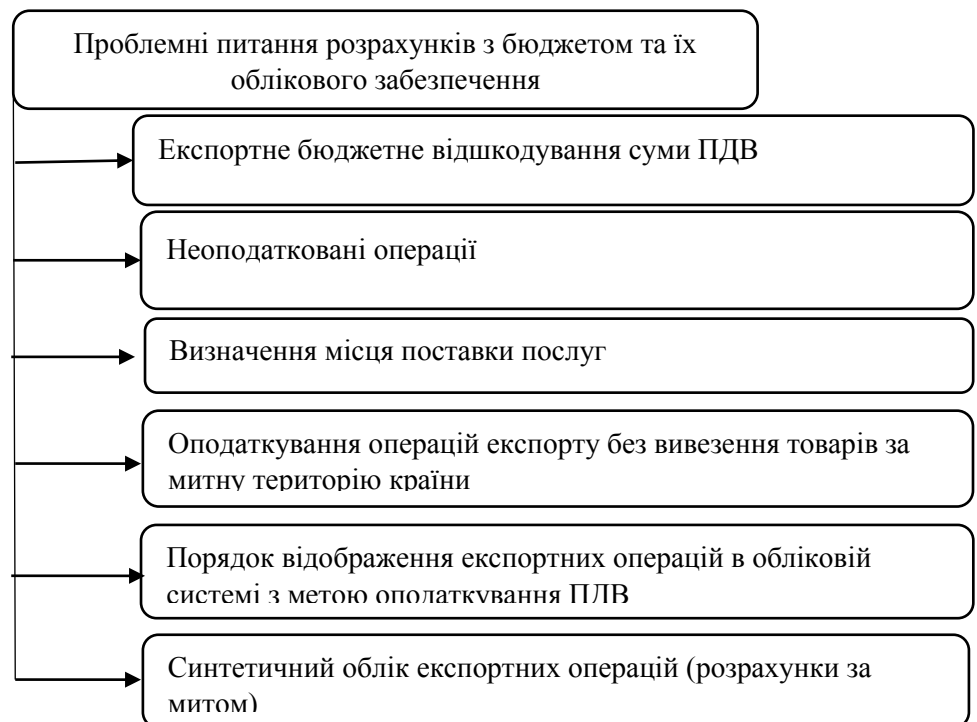 Проблемні питання розрахунків з бюджетом та їх
облікового забезпечення
Експортне бюджетне відшкодування суми ПДВ
Неоподатковані операції
Визначення місця поставки послуг
Оподаткування операцій експорту без вивезення товарів за
митну територію країни
Порядок відображення експортних операцій в обліковій
системі з метою оподаткування ПДВ
Синтетичний облік експортних операцій (розрахунки за
митом)